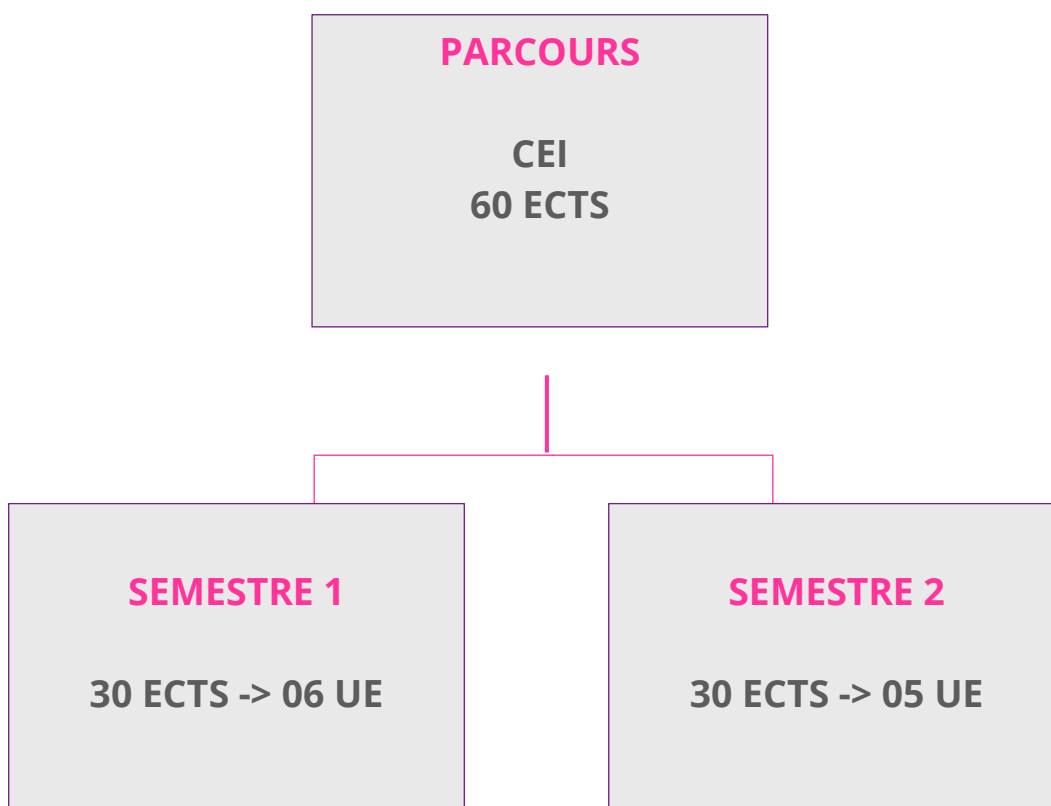 PARCOURS
CEI
60 ECTS
SEMESTRE 1
30 ECTS -> 06 UE
SEMESTRE 2
30 ECTS -> 05 UE